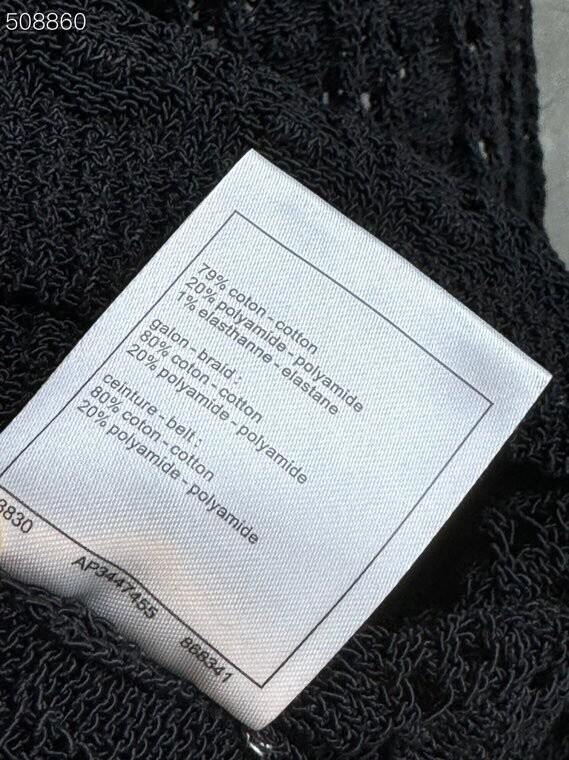 508860
79% coton - cotton
20% polyamide - polyamide
1% elasthanne - elastane
galon - braid :
80% coton - cotton
20% polyamide - polyamide
ceinture - belt :
80% coton - cotton
20% polyamide - polyamide
3830
AP3447455
868341